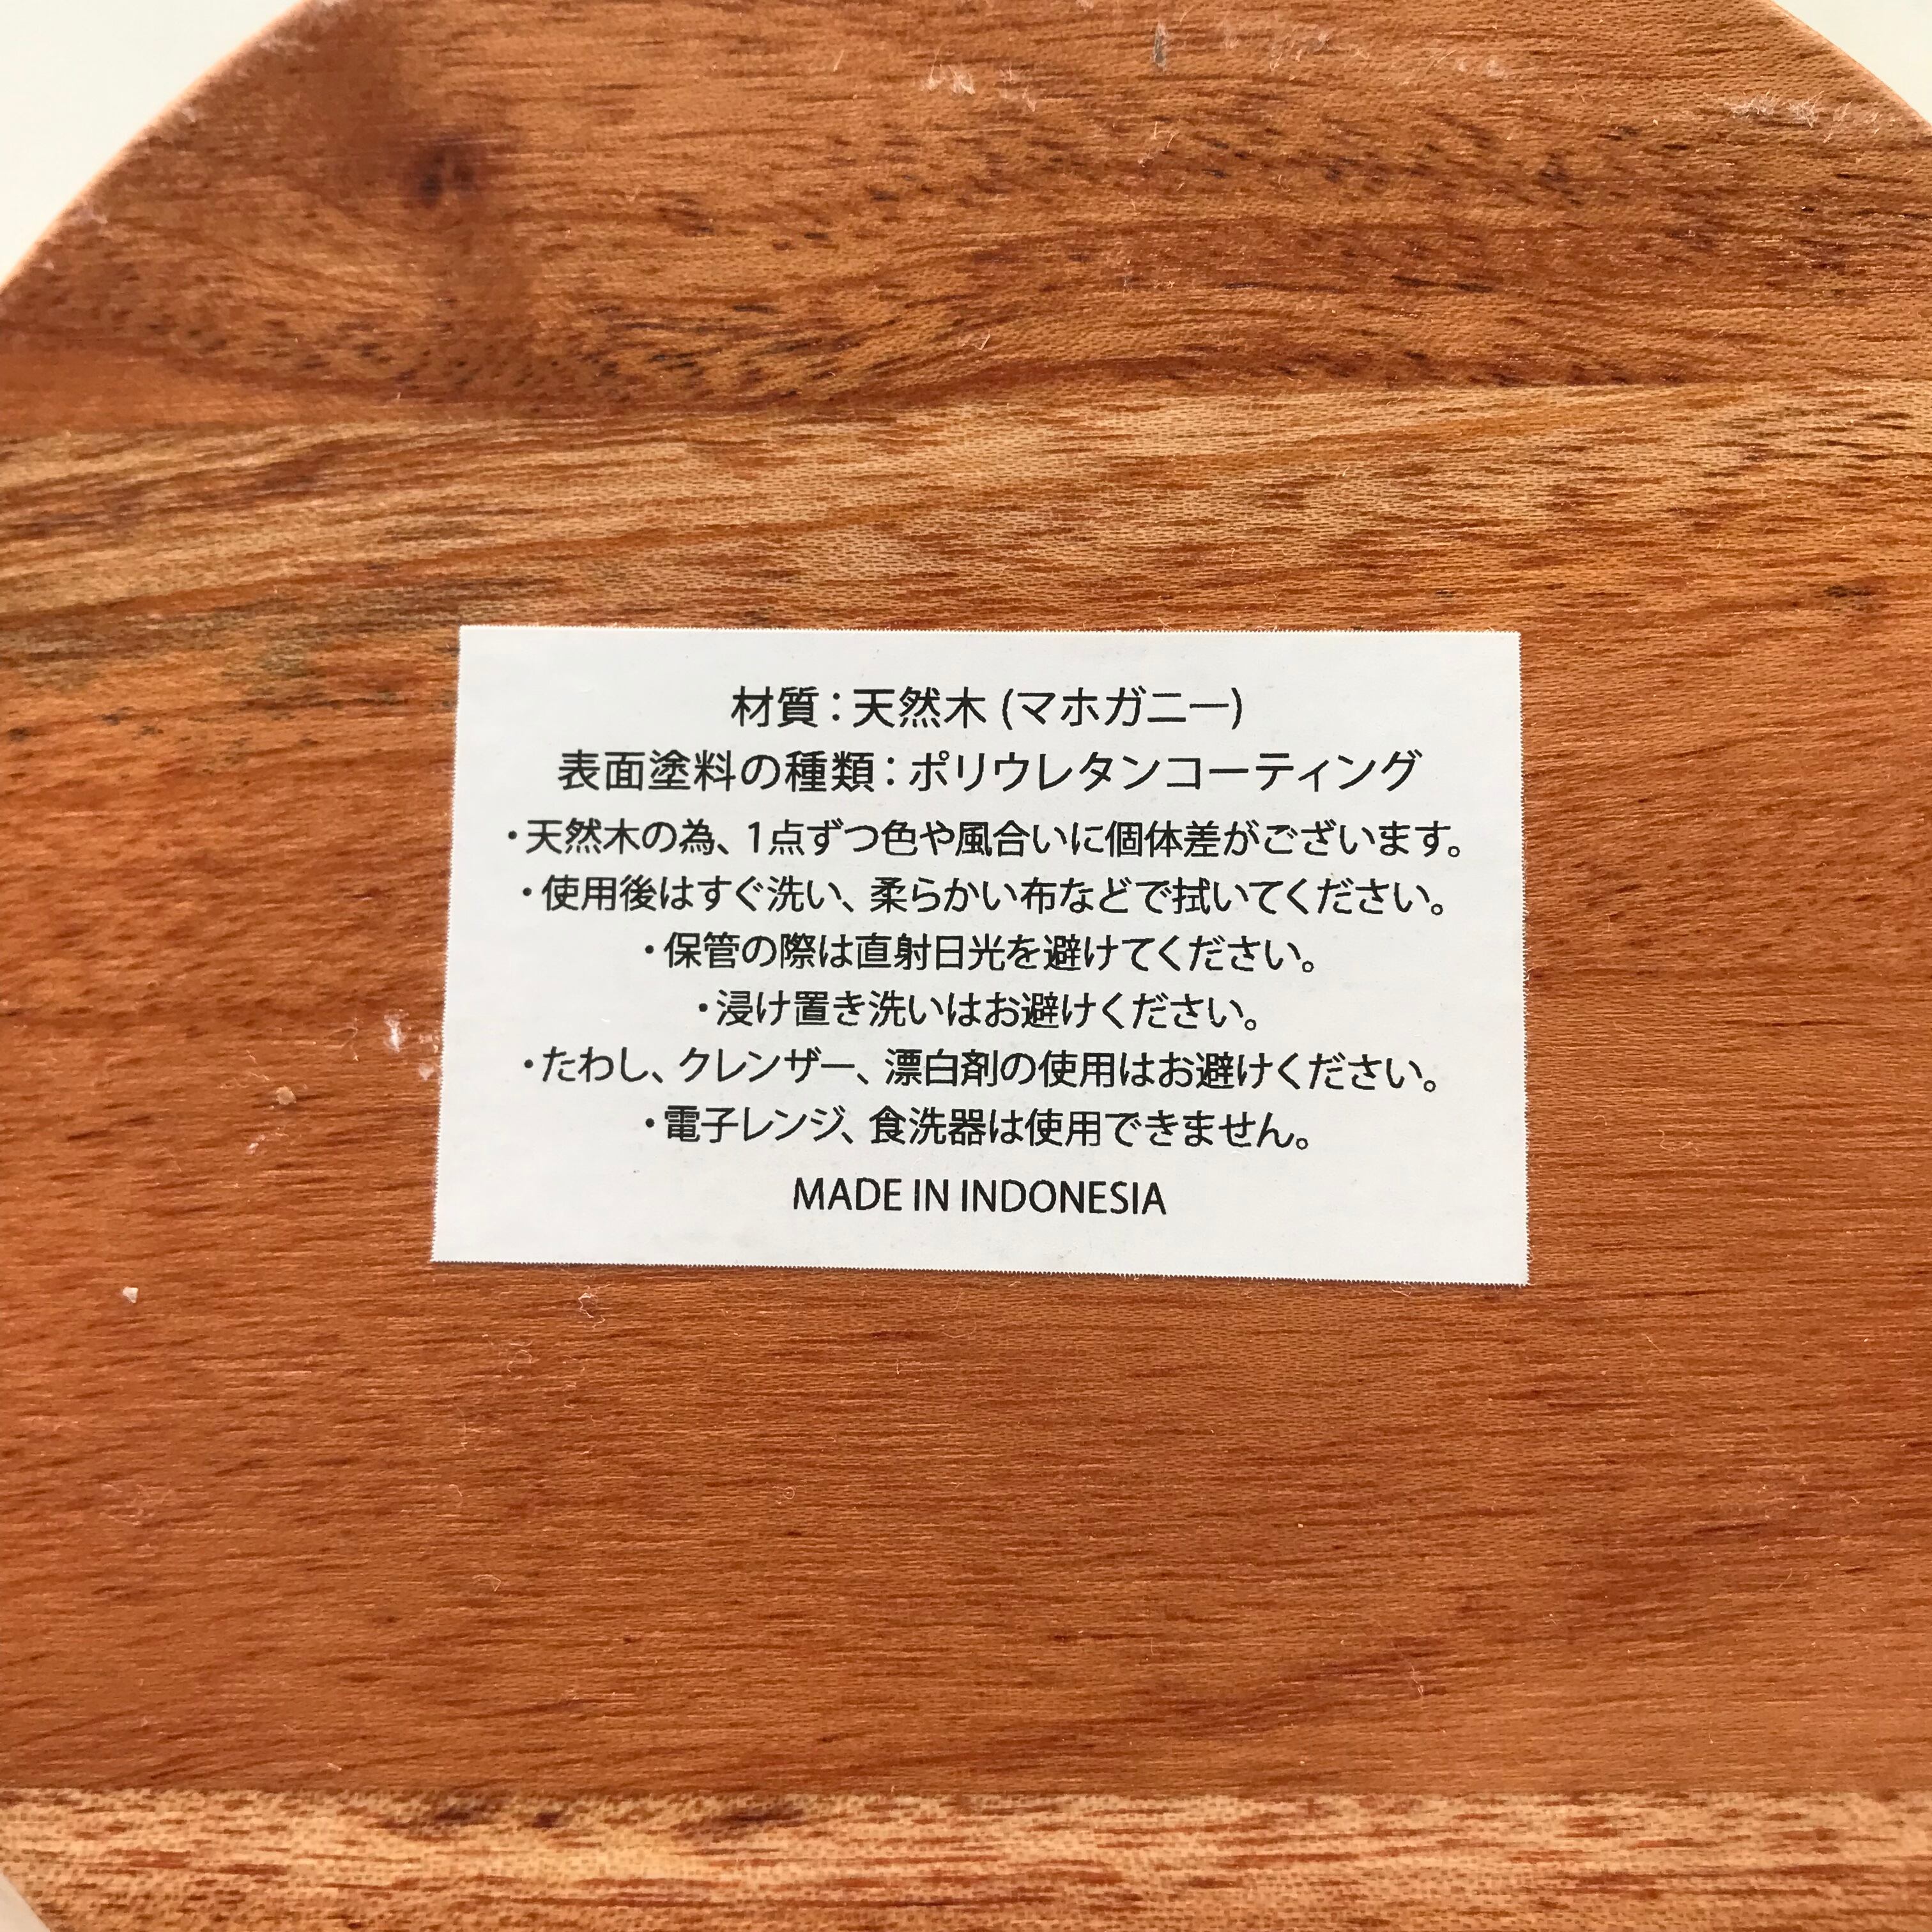 材質：天然木 (マホガニー)
表面塗料の種類：ポリウレタンコーティング
・天然木の為、1点ずつ色や風合いに個体差がございます。
・使用後はすぐ洗い、柔らかい布などで拭いてください。
・保管の際は直射日光を避けてください。
・浸け置き洗いはお避けください。
・たわし、クレンザー、漂白剤の使用はお避けください。
・電子レンジ、食洗器は使用できません。
MADE IN INDONESIA